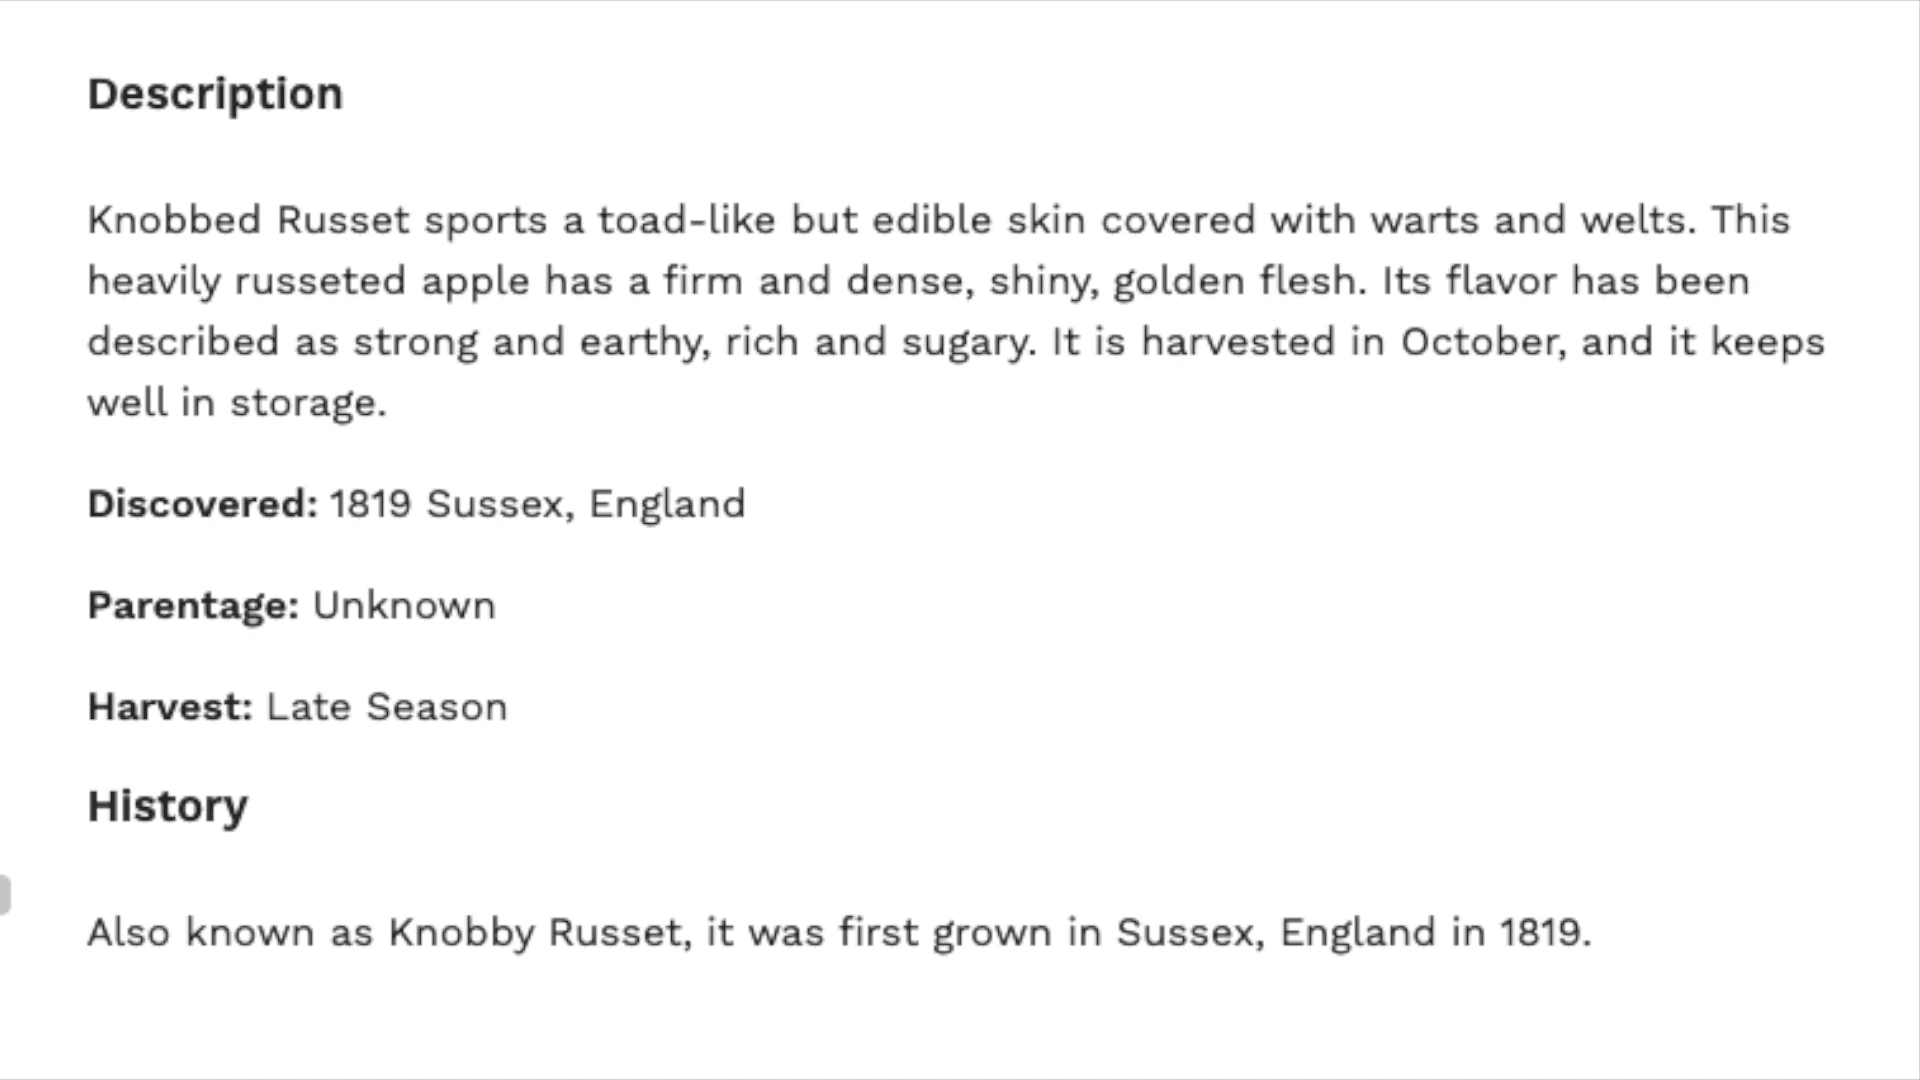 Description
Knobbed Russet sports a toad-like but edible skin covered with warts and welts. This
heavily russeted apple has a firm and dense, shiny, golden flesh. Its flavor has been
described as strong and earthy, rich and sugary. It is harvested in October, and it keeps
well in storage.
Discovered: 1819 Sussex, England
Parentage: Unknown
Harvest: Late Season
History
Also known as Knobby Russet, it was first grown in Sussex, England in 1819.